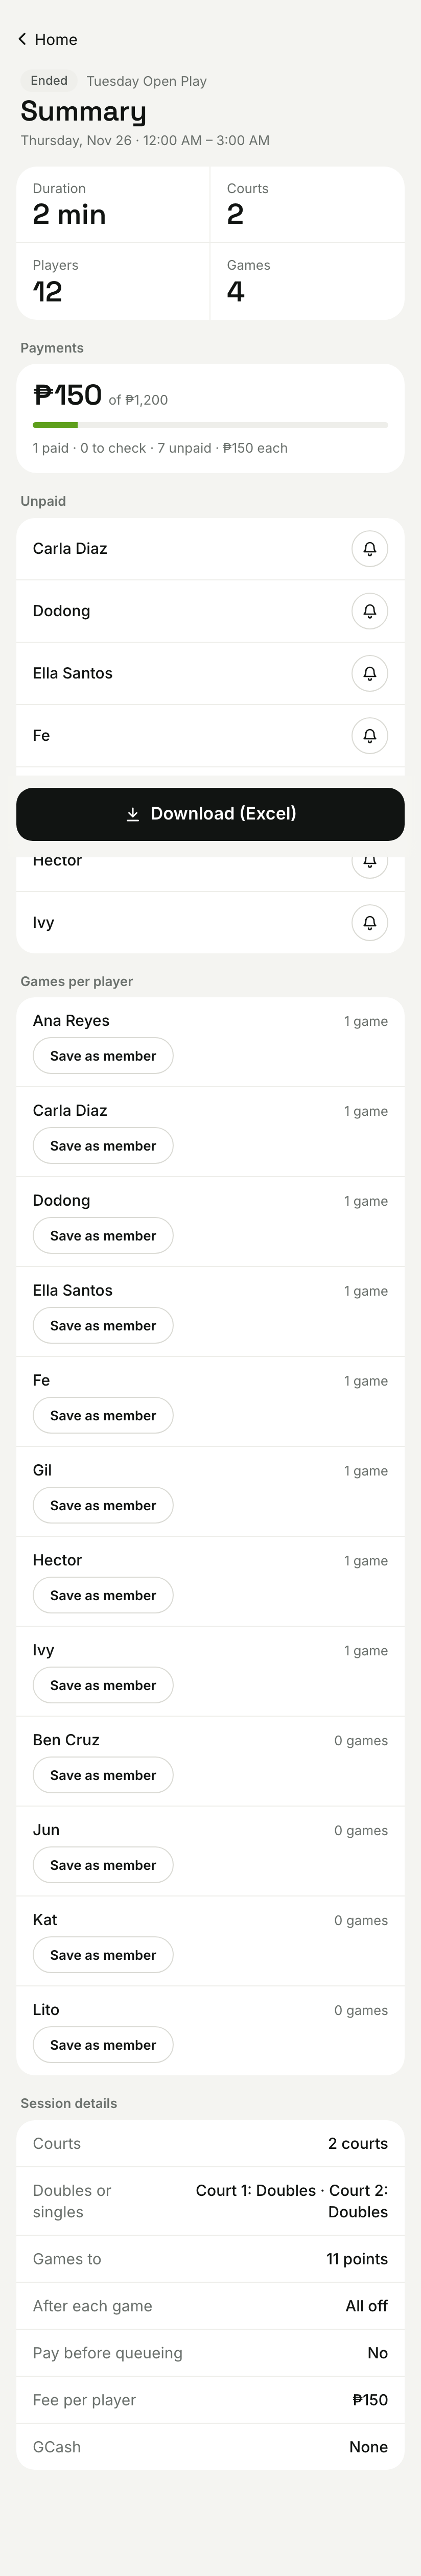 Home
Ended Tuesday Open Play
Summary
Thursday, Nov 26 · 12:00 AM – 3:00 AM
Duration
2 min
Courts
2
Players
12
Games
4
Payments
₱150 of ₱1,200
1 paid · 0 to check · 7 unpaid · ₱150 each
Unpaid
Carla Diaz
Dodong
Ella Santos
Fe
Download (Excel)
Hector
Ivy
Games per player
Ana Reyes 1 game
Save as member
Carla Diaz 1 game
Save as member
Dodong 1 game
Save as member
Ella Santos 1 game
Save as member
Fe 1 game
Save as member
Gil 1 game
Save as member
Hector 1 game
Save as member
Ivy 1 game
Save as member
Ben Cruz 0 games
Save as member
Jun 0 games
Save as member
Kat 0 games
Save as member
Lito 0 games
Save as member
Session details
Courts 2 courts
Doubles or singles
Court 1: Doubles · Court 2:
Doubles
Games to 11 points
After each game All off
Pay before queueing No
Fee per player ₱150
GCash None